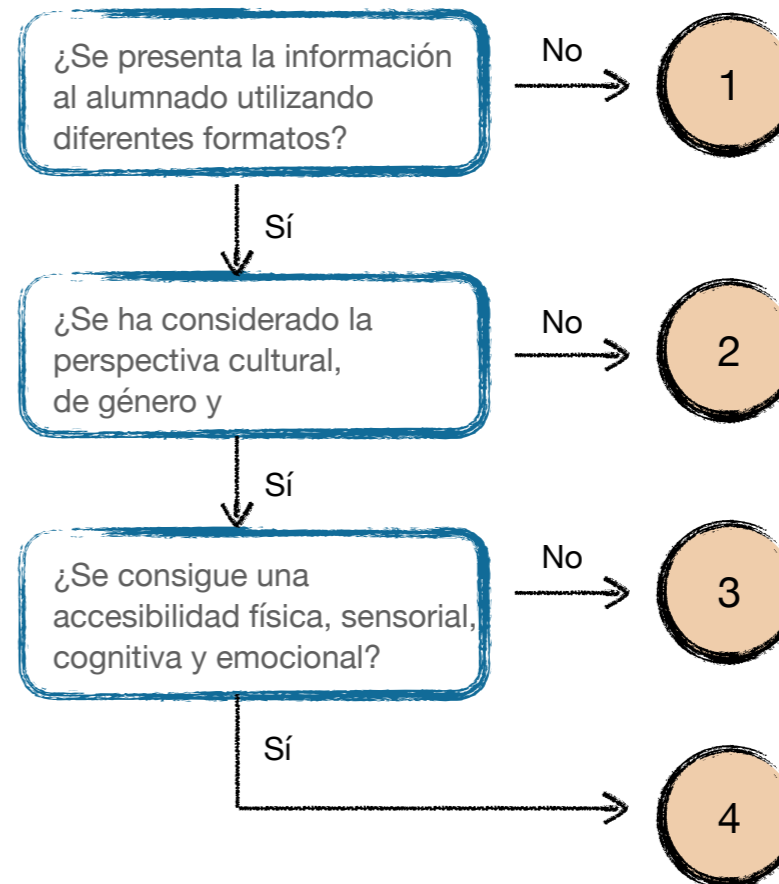 ¿Se presenta la información
al alumnado utilizando
diferentes formatos?
No
1
Sí
¿Se ha considerado la
perspectiva cultural,
de género y
No
2
Sí
¿Se consigue una
accesibilidad física, sensorial,
cognitiva y emocional?
No
3
Sí
4